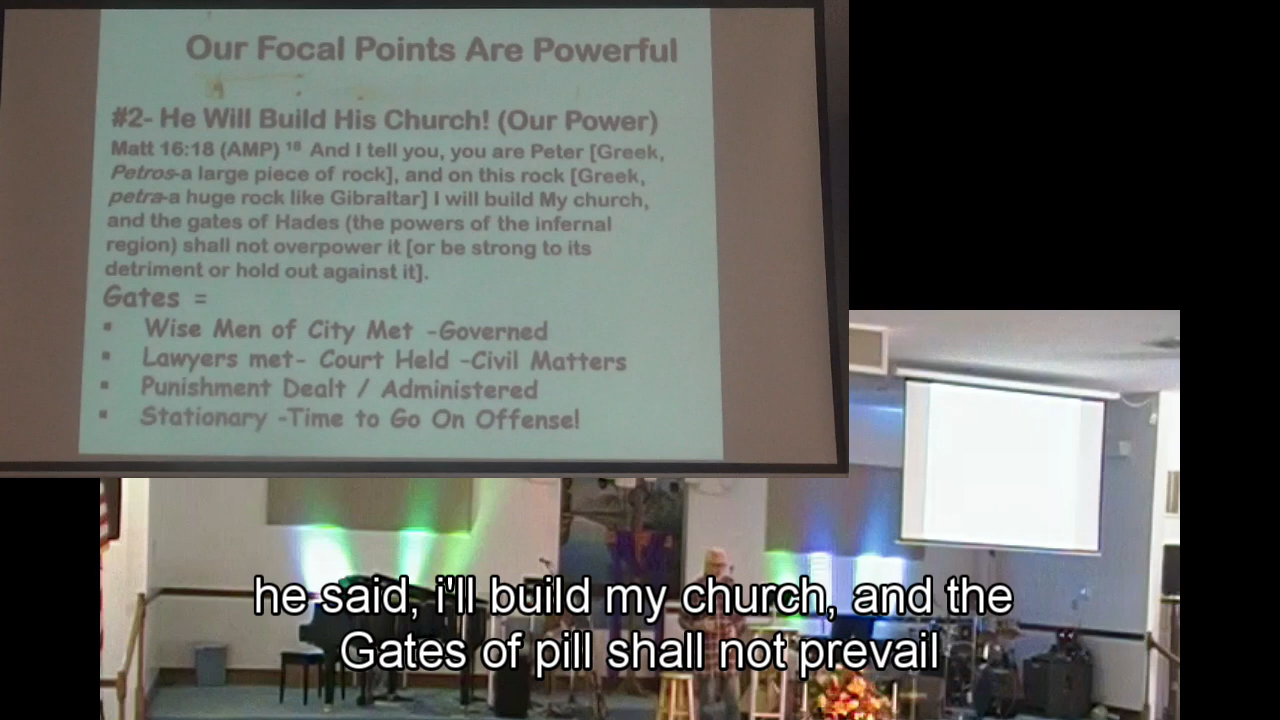 Our Focal Points Are Powerful
#2- He Will Build His Church! (Our Power)
Matt 16:18 (AMP) 18 And I tell you, you are Peter [Greek,
Petros-a large piece of rock], and on this rock [Greek,
petra-a huge rock like Gibraltar] I will build My church,
and the gates of Hades (the powers of the infernal
region) shall not overpower it [or be strong to its
detriment or hold out against it].
Gates =
▪ Wise Men of City Met -Governed
▪ Lawyers met- Court Held -Civil Matters
▪ Punishment Dealt / Administered
▪ Stationary -Time to Go On Offense!
he said, i'll build my church, and the
Gates of pill shall not prevail